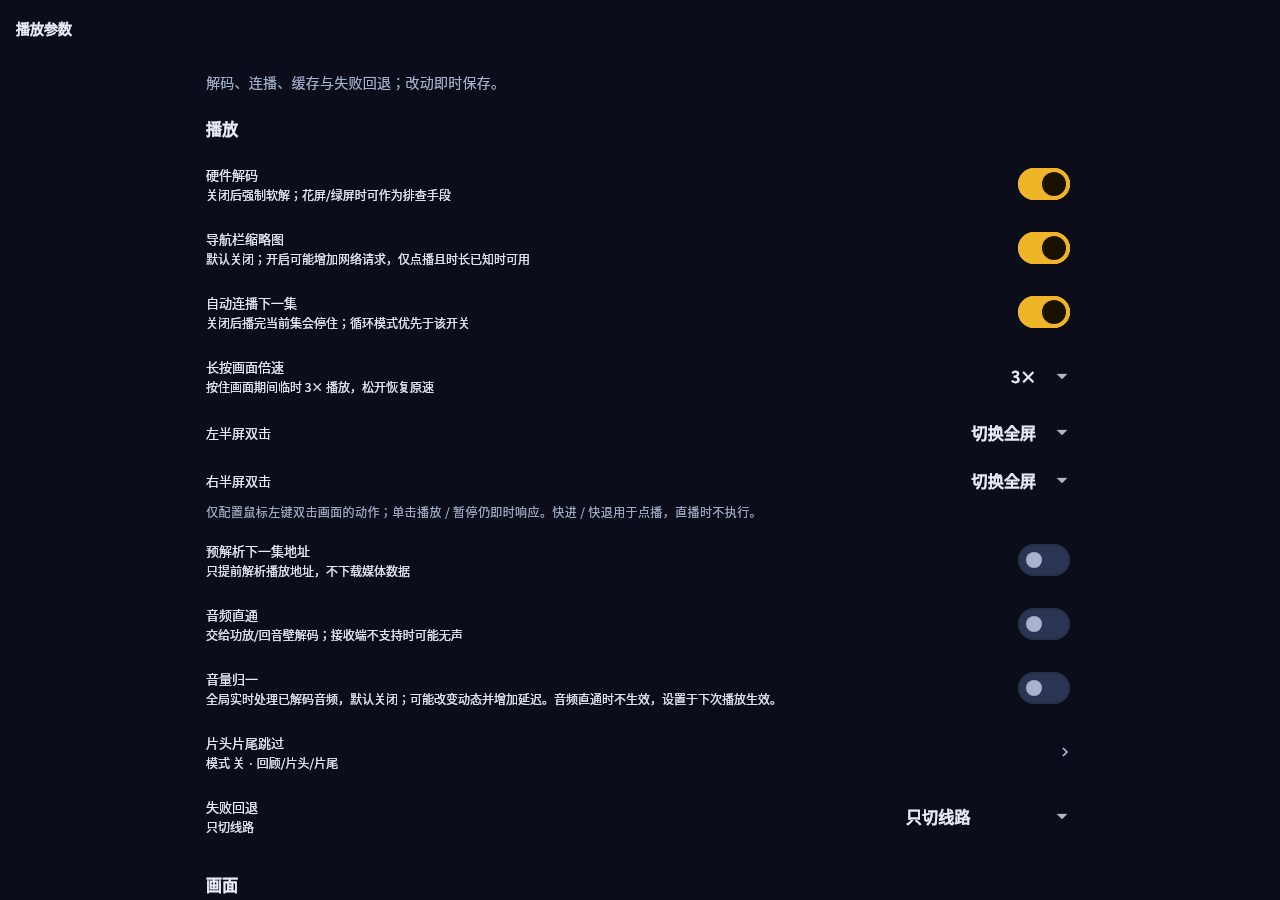 播放参数
解码、连播、缓存与失败回退；改动即时保存。
播放
硬件解码
关闭后强制软解；花屏/绿屏时可作为排查手段
导航栏缩略图
默认关闭；开启可能增加网络请求，仅点播且时长已知时可用
自动连播下一集
关闭后播完当前集会停住；循环模式优先于该开关
长按画面倍速
按住画面期间临时 3× 播放，松开恢复原速
3×
左半屏双击
切换全屏
右半屏双击
切换全屏
仅配置鼠标左键双击画面的动作；单击播放 / 暂停仍即时响应。快进 / 快退用于点播，直播时不执行。
预解析下一集地址
只提前解析播放地址，不下载媒体数据
音频直通
交给功放/回音壁解码；接收端不支持时可能无声
音量归一
全局实时处理已解码音频，默认关闭；可能改变动态并增加延迟。音频直通时不生效，设置于下次播放生效。
片头片尾跳过
模式 关 · 回顾/片头/片尾
失败回退
只切线路
只切线路
画面